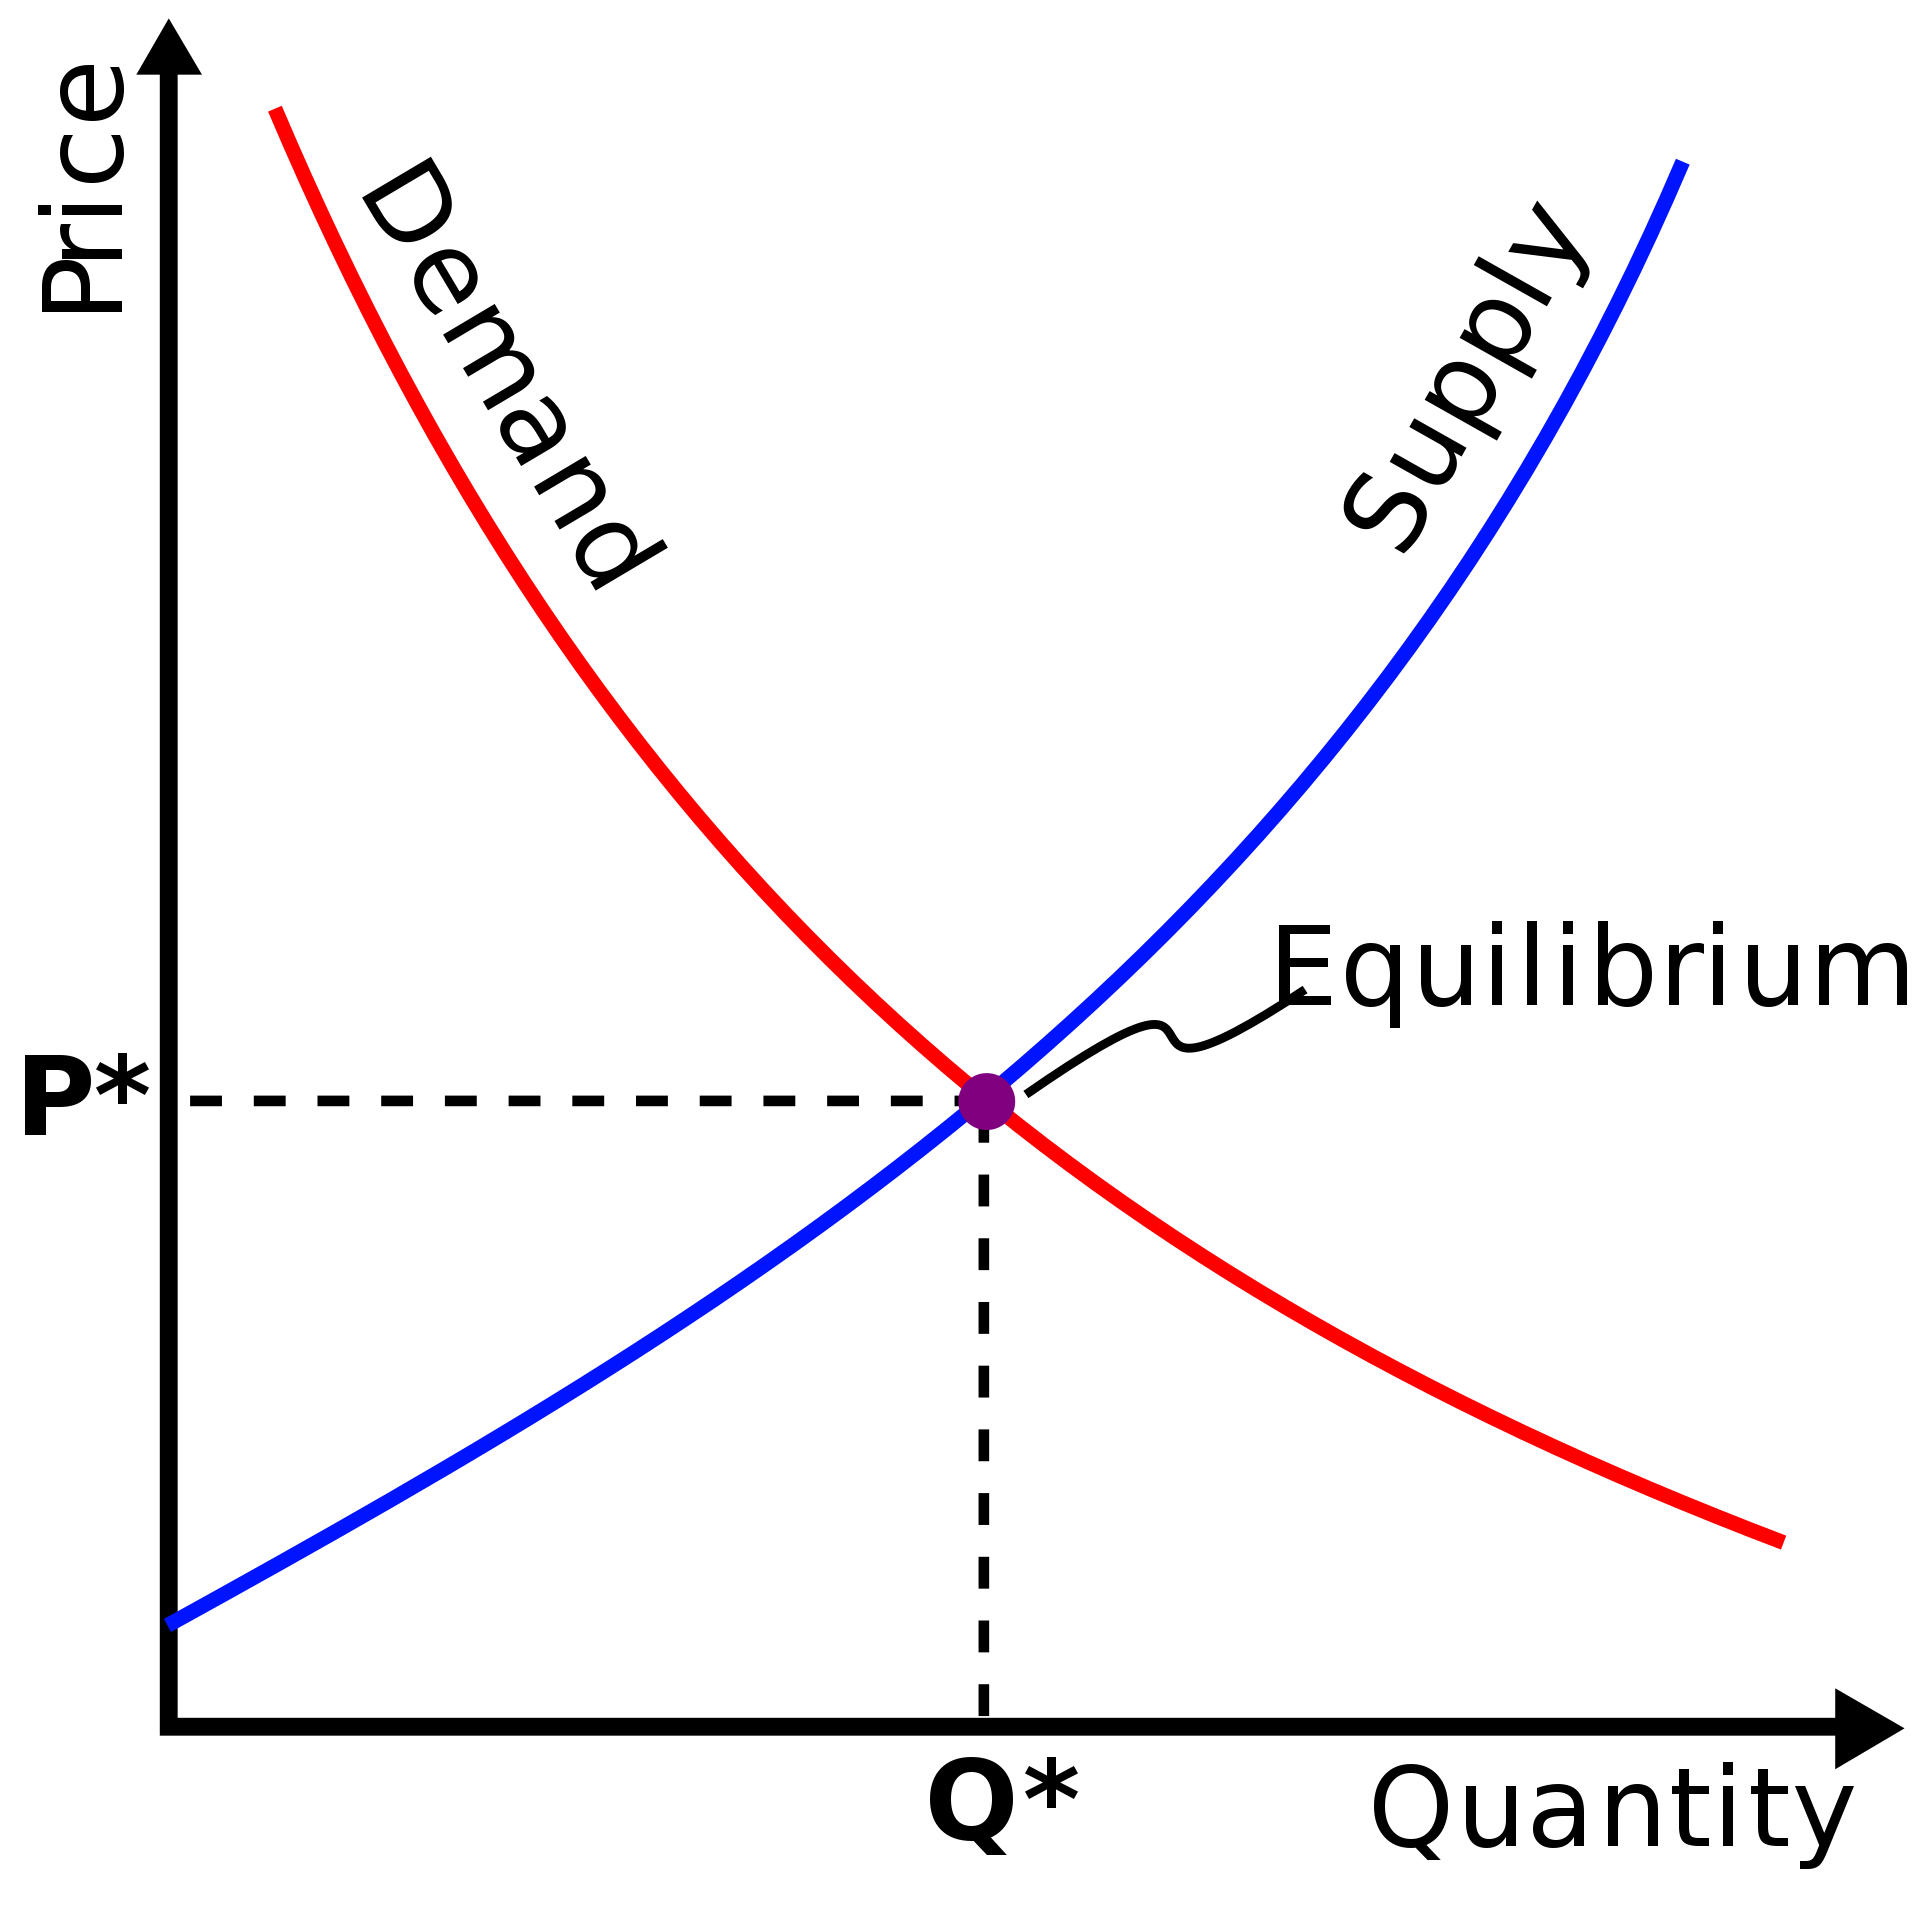 Price
Demand
Supply
Equilibrium
P*
Q*
Quantity